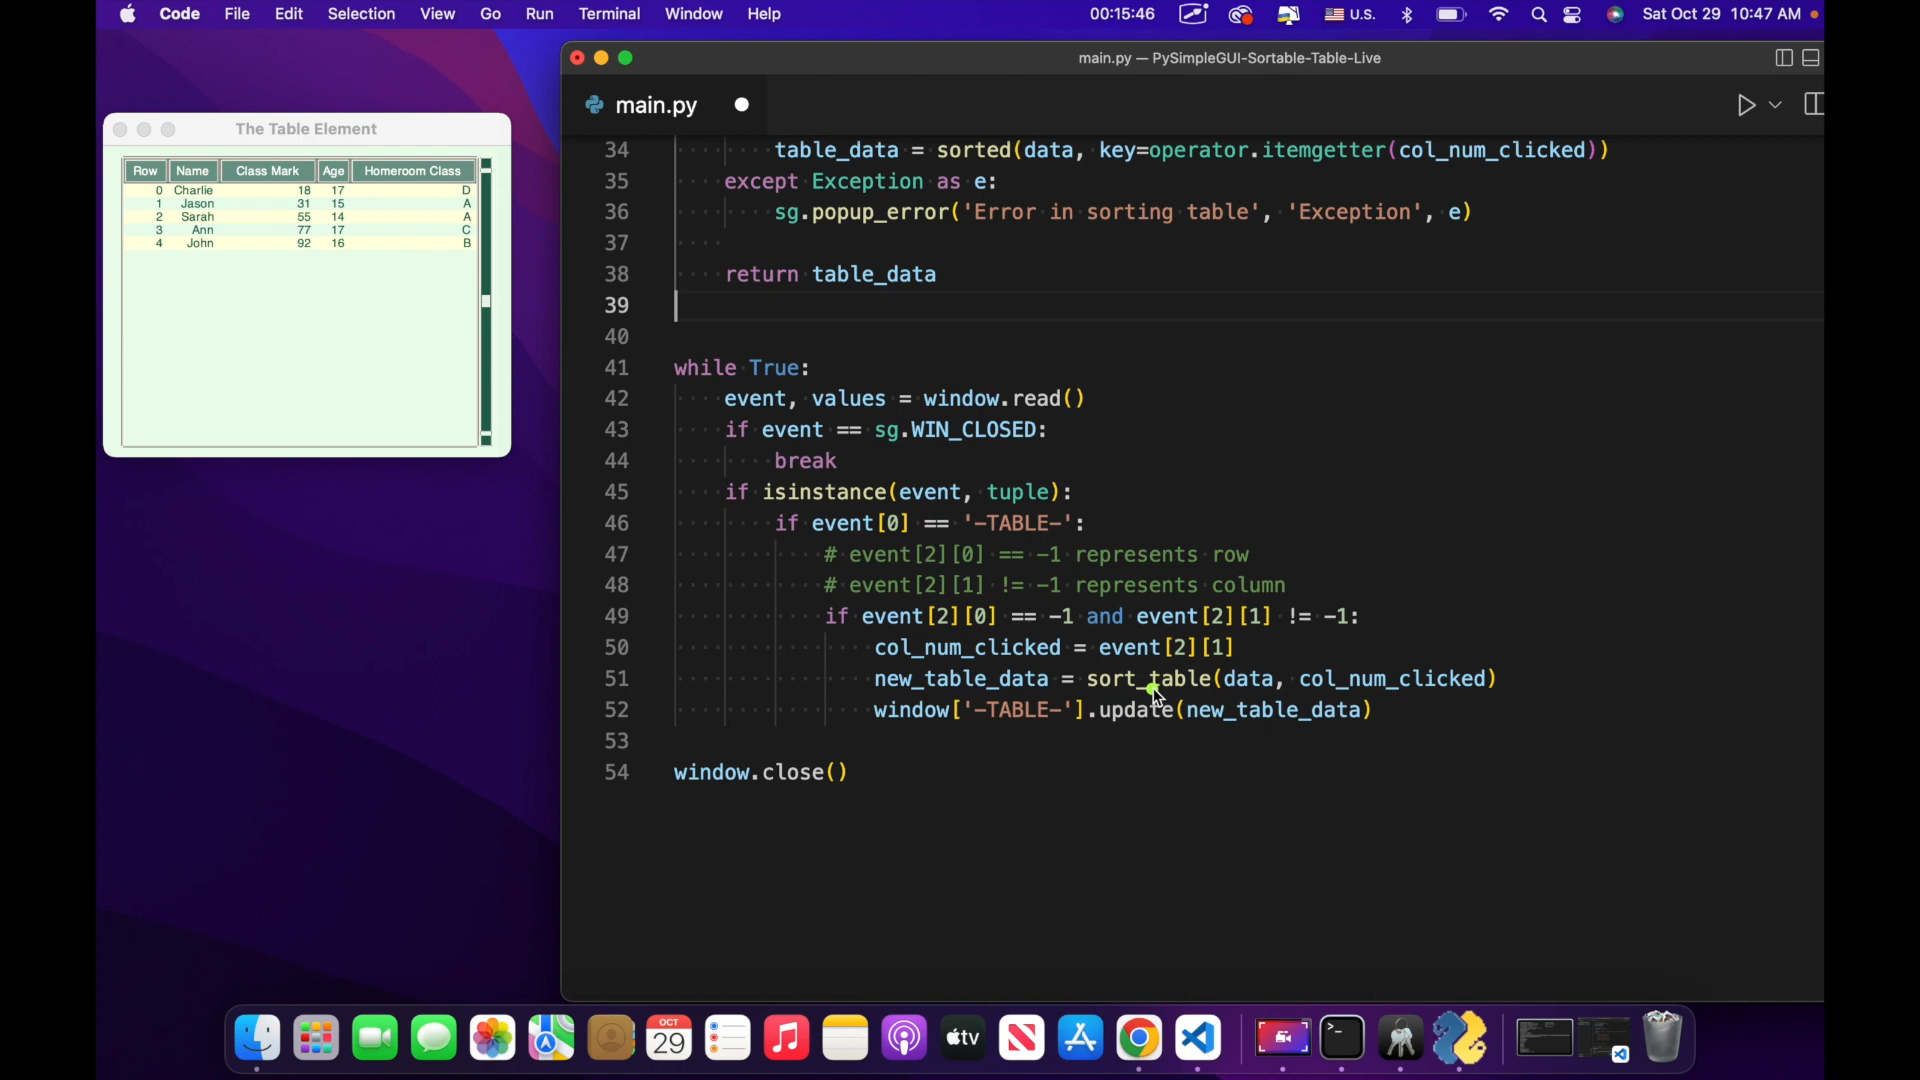 Code File Edit Selection View Go Run Terminal Window Help 00:15:46 U.S. Sat Oct 29 10:47 AM
main.py — PySimpleGUI-Sortable-Table-Live
main.py
The Table Element
Row Name Class Mark Age Homeroom Class
0 Charlie 18 17 D
1 Jason 31 15 A
2 Sarah 55 14 A
3 Ann 77 17 C
4 John 92 16 B
34 table_data = sorted(data, key=operator.itemgetter(col_num_clicked))
35 except Exception as e:
36 sg.popup_error('Error in sorting table', 'Exception', e)
37
38 return table_data
39
40
41 while True:
42 event, values = window.read()
43 if event == sg.WIN_CLOSED:
44 break
45 if isinstance(event, tuple):
46 if event[0] == '-TABLE-':
47 # event[2][0] == -1 represents row
48 # event[2][1] != -1 represents column
49 if event[2][0] == -1 and event[2][1] != -1:
50 col_num_clicked = event[2][1]
51 new_table_data = sort_table(data, col_num_clicked)
52 window['-TABLE-'].update(new_table_data)
53
54 window.close()
OCT
29
tv